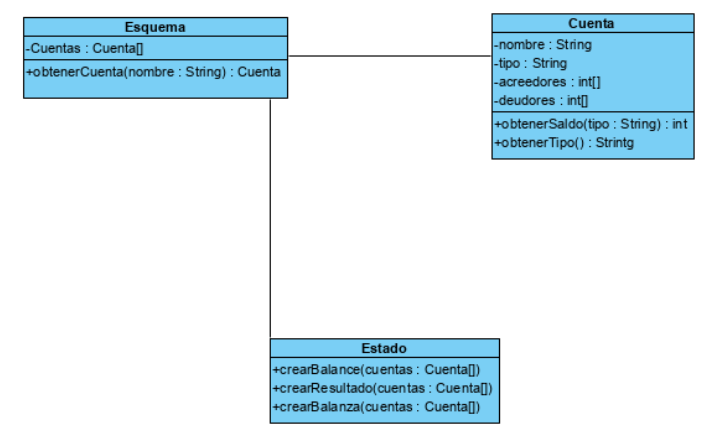 Esquema
-Cuentas : Cuenta[]
+obtenerCuenta(nombre : String) : Cuenta
Cuenta
-nombre : String
-tipo : String
-acreedores : int[]
-deudores : int[]
+obtenerSaldo(tipo : String) : int
+obtenerTipo() : Strintg
Estado
+crearBalance(cuentas : Cuenta[])
+crearResultado(cuentas : Cuenta[])
+crearBalanza(cuentas : Cuenta[])